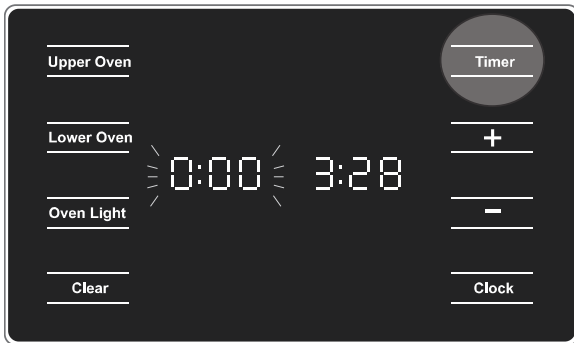 Upper Oven
Timer
Lower Oven
+
0:00 3:28
Oven Light
−
Clear
Clock